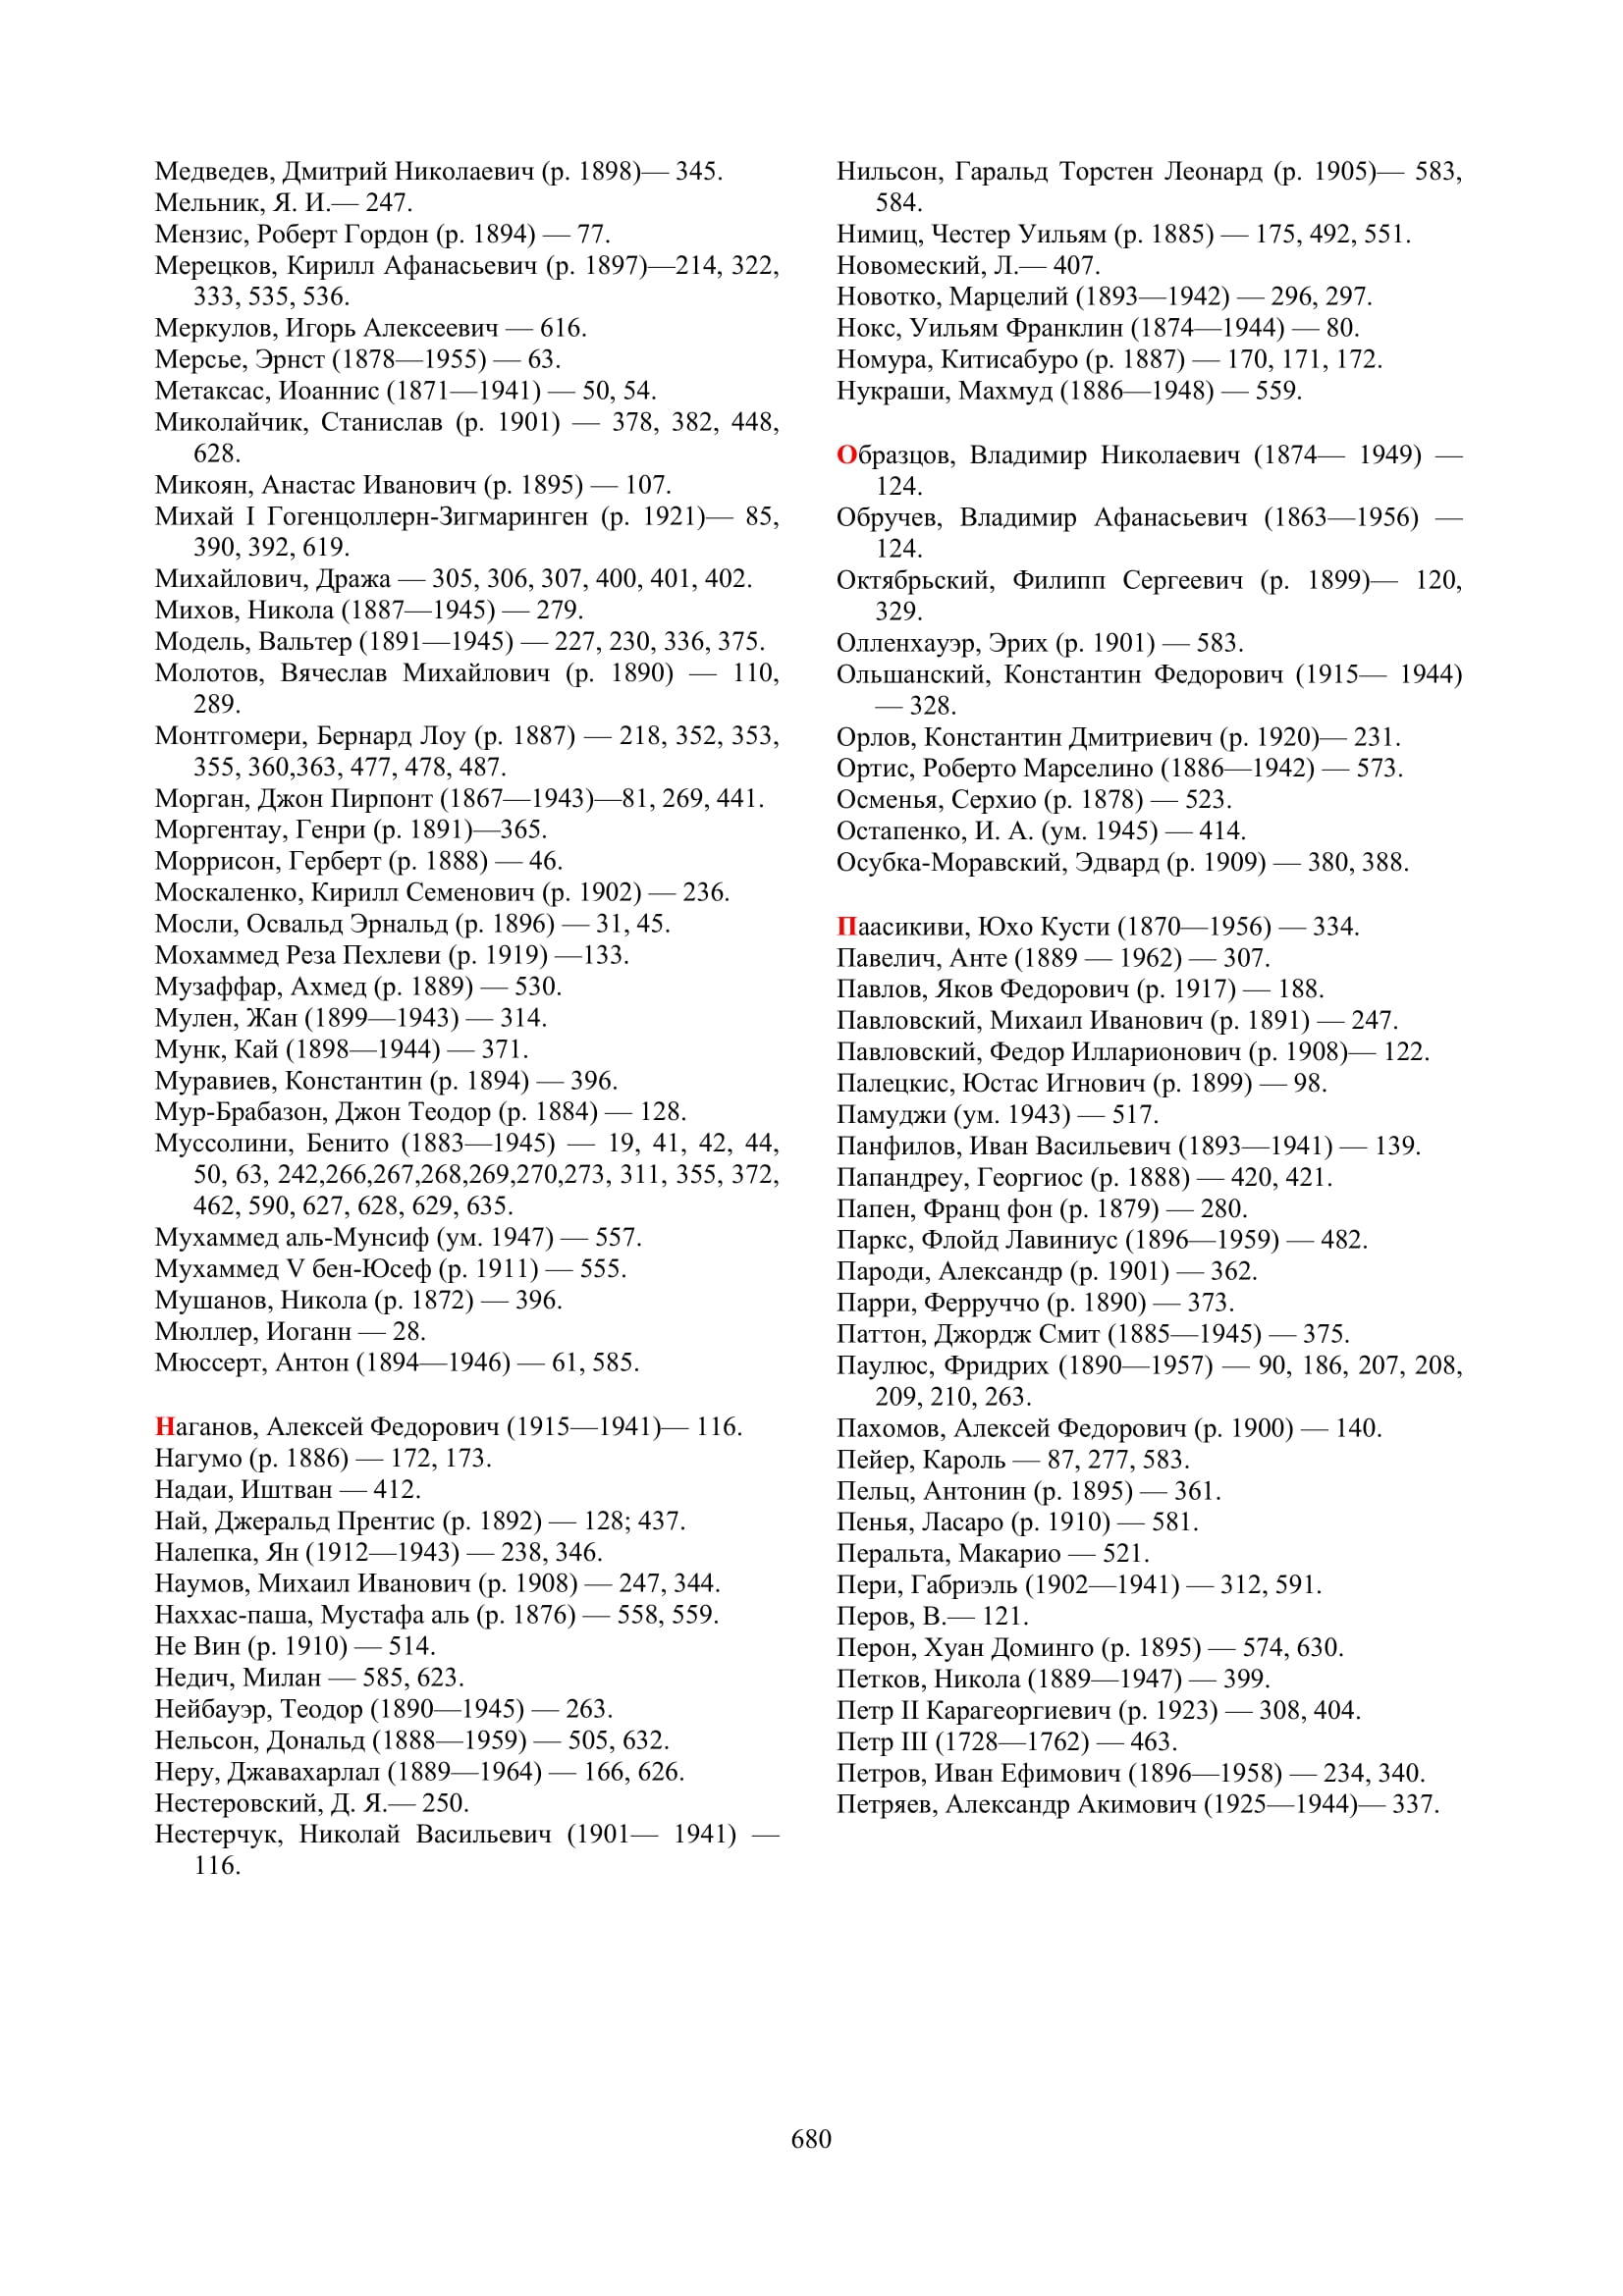 Медведев, Дмитрий Николаевич (р. 1898)— 345.
Мельник, Я. И.— 247.
Мензис, Роберт Гордон (р. 1894) — 77.
Мерецков, Кирилл Афанасьевич (р. 1897)—214, 322,
333, 535, 536.
Меркулов, Игорь Алексеевич — 616.
Мерсье, Эрнст (1878—1955) — 63.
Метаксас, Иоаннис (1871—1941) — 50, 54.
Миколайчик, Станислав (р. 1901) — 378, 382, 448,
628.
Микоян, Анастас Иванович (р. 1895) — 107.
Михай I Гогенцоллерн-Зигмаринген (р. 1921)— 85,
390, 392, 619.
Михайлович, Дража — 305, 306, 307, 400, 401, 402.
Михов, Никола (1887—1945) — 279.
Модель, Вальтер (1891—1945) — 227, 230, 336, 375.
Молотов, Вячеслав Михайлович (р. 1890) — 110,
289.
Монтгомери, Бернард Лоу (р. 1887) — 218, 352, 353,
355, 360,363, 477, 478, 487.
Морган, Джон Пирпонт (1867—1943)—81, 269, 441.
Моргентау, Генри (р. 1891)—365.
Моррисон, Герберт (р. 1888) — 46.
Москаленко, Кирилл Семенович (р. 1902) — 236.
Мосли, Освальд Эрнальд (р. 1896) — 31, 45.
Мохаммед Реза Пехлеви (р. 1919) —133.
Музаффар, Ахмед (р. 1889) — 530.
Мулен, Жан (1899—1943) — 314.
Мунк, Кай (1898—1944) — 371.
Муравиев, Константин (р. 1894) — 396.
Мур-Брабазон, Джон Теодор (р. 1884) — 128.
Муссолини, Бенито (1883—1945) — 19, 41, 42, 44,
50, 63, 242,266,267,268,269,270,273, 311, 355, 372,
462, 590, 627, 628, 629, 635.
Мухаммед аль-Мунсиф (ум. 1947) — 557.
Мухаммед V бен-Юсеф (р. 1911) — 555.
Мушанов, Никола (р. 1872) — 396.
Мюллер, Иоганн — 28.
Мюссерт, Антон (1894—1946) — 61, 585.
Наганов, Алексей Федорович (1915—1941)— 116.
Нагумо (р. 1886) — 172, 173.
Надаи, Иштван — 412.
Най, Джеральд Прентис (р. 1892) — 128; 437.
Налепка, Ян (1912—1943) — 238, 346.
Наумов, Михаил Иванович (р. 1908) — 247, 344.
Наххас-паша, Мустафа аль (р. 1876) — 558, 559.
Не Вин (р. 1910) — 514.
Недич, Милан — 585, 623.
Нейбауэр, Теодор (1890—1945) — 263.
Нельсон, Дональд (1888—1959) — 505, 632.
Неру, Джавахарлал (1889—1964) — 166, 626.
Нестеровский, Д. Я.— 250.
Нестерчук, Николай Васильевич (1901— 1941) —
116.
Нильсон, Гаральд Торстен Леонард (р. 1905)— 583,
584.
Нимиц, Честер Уильям (р. 1885) — 175, 492, 551.
Новомеский, Л.— 407.
Новотко, Марцелий (1893—1942) — 296, 297.
Нокс, Уильям Франклин (1874—1944) — 80.
Номура, Китисабуро (р. 1887) — 170, 171, 172.
Нукраши, Махмуд (1886—1948) — 559.
Образцов, Владимир Николаевич (1874— 1949) —
124.
Обручев, Владимир Афанасьевич (1863—1956) —
124.
Октябрьский, Филипп Сергеевич (р. 1899)— 120,
329.
Олленхауэр, Эрих (р. 1901) — 583.
Ольшанский, Константин Федорович (1915— 1944)
— 328.
Орлов, Константин Дмитриевич (р. 1920)— 231.
Ортис, Роберто Марселино (1886—1942) — 573.
Осменья, Серхио (р. 1878) — 523.
Остапенко, И. А. (ум. 1945) — 414.
Осубка-Моравский, Эдвард (р. 1909) — 380, 388.
Паасикиви, Юхо Кусти (1870—1956) — 334.
Павелич, Анте (1889 — 1962) — 307.
Павлов, Яков Федорович (р. 1917) — 188.
Павловский, Михаил Иванович (р. 1891) — 247.
Павловский, Федор Илларионович (р. 1908)— 122.
Палецкис, Юстас Игнович (р. 1899) — 98.
Памуджи (ум. 1943) — 517.
Панфилов, Иван Васильевич (1893—1941) — 139.
Папандреу, Георгиос (р. 1888) — 420, 421.
Папен, Франц фон (р. 1879) — 280.
Паркс, Флойд Лавиниус (1896—1959) — 482.
Пароди, Александр (р. 1901) — 362.
Парри, Ферруччо (р. 1890) — 373.
Паттон, Джордж Смит (1885—1945) — 375.
Паулюс, Фридрих (1890—1957) — 90, 186, 207, 208,
209, 210, 263.
Пахомов, Алексей Федорович (р. 1900) — 140.
Пейер, Кароль — 87, 277, 583.
Пельц, Антонин (р. 1895) — 361.
Пенья, Ласаро (р. 1910) — 581.
Перальта, Макарио — 521.
Пери, Габриэль (1902—1941) — 312, 591.
Перов, В.— 121.
Перон, Хуан Доминго (р. 1895) — 574, 630.
Петков, Никола (1889—1947) — 399.
Петр II Карагеоргиевич (р. 1923) — 308, 404.
Петр III (1728—1762) — 463.
Петров, Иван Ефимович (1896—1958) — 234, 340.
Петряев, Александр Акимович (1925—1944)— 337.
680